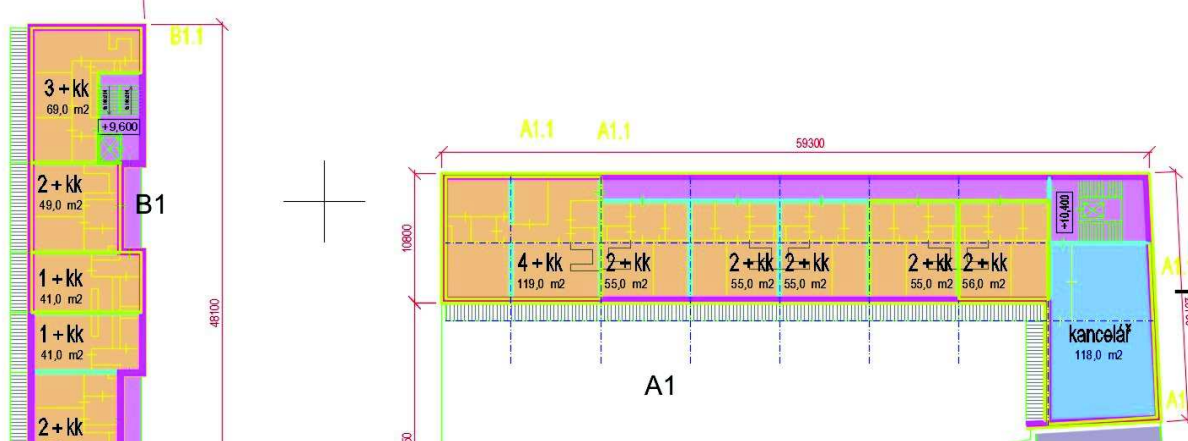 B1.1
3+kk
69,0 m2
+9,600
2+kk
49,0 m2
B1
1+kk
41,0 m2
1+kk
41,0 m2
2+kk
48100
A1.1
A1.1
59300
10800
4+kk
119,0 m2
2+kk
55,0 m2
2+kk
55,0 m2
2+kk
55,0 m2
2+kk
55,0 m2
2+kk
56,0 m2
+10,400
kancelář
118,0 m2
A1